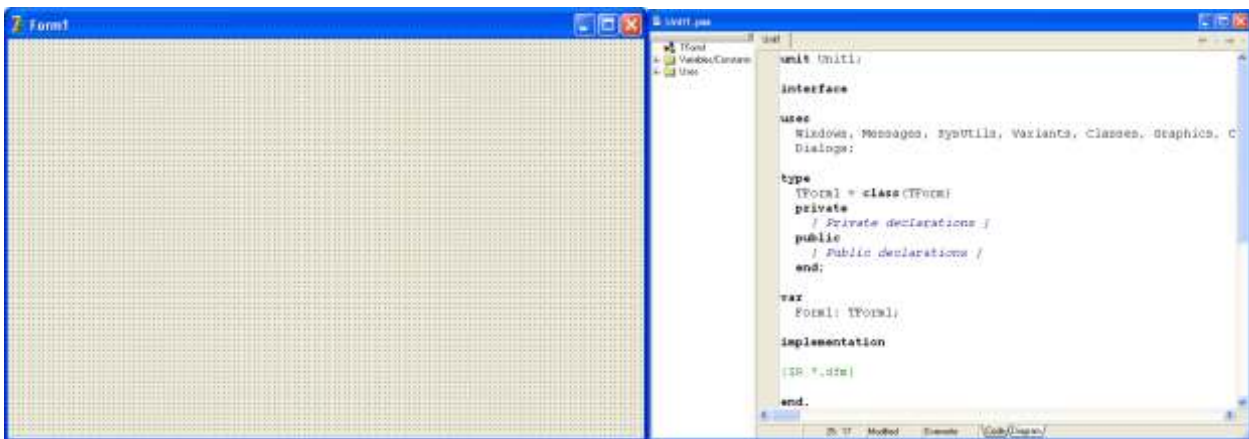 Form1
Unit1.pas
TForm1
Variables/Constants
Uses
Unit1
unit Unit1;
interface
uses
Windows, Messages, SysUtils, Variants, Classes, Graphics, C
Dialogs;
type
TForm1 = class(TForm)
private
{ Private declarations }
public
{ Public declarations }
end;
var
Form1: TForm1;
implementation
{$R *.dfm}
end.
Modified
Code/Diagram/